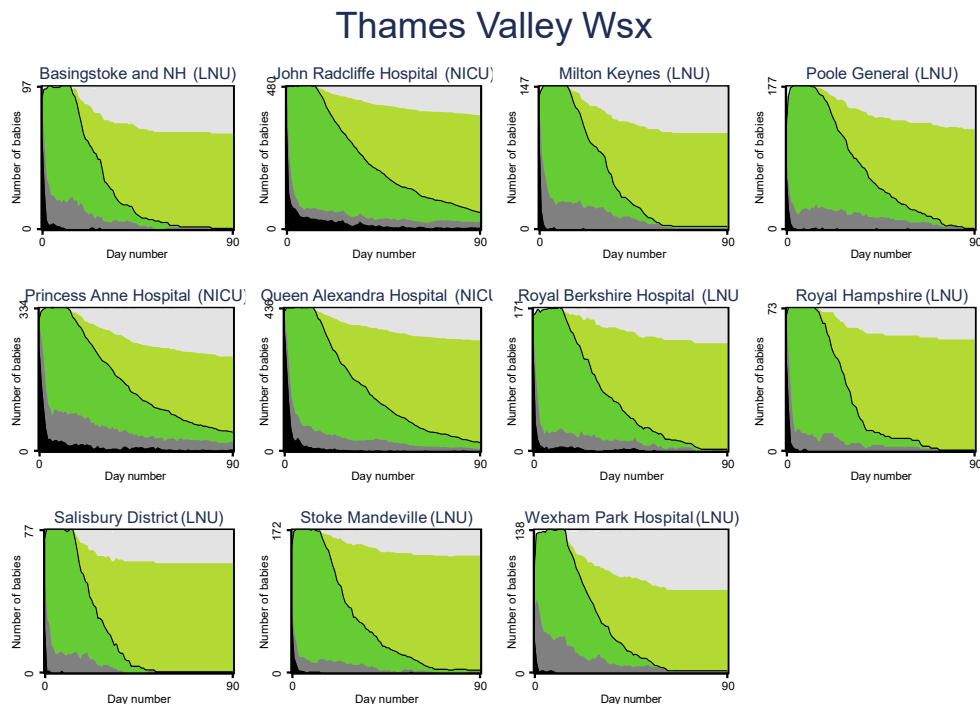 Thames Valley Wsx
Basingstoke and NH (LNU)
97
Number of babies
0
0
90
Day number
John Radcliffe Hospital (NICU)
480
Number of babies
0
0
90
Day number
Milton Keynes (LNU)
147
Number of babies
0
0
90
Day number
Poole General (LNU)
177
Number of babies
0
0
90
Day number
Princess Anne Hospital (NICU)
334
Number of babies
0
0
90
Day number
Queen Alexandra Hospital (NICU
436
Number of babies
0
0
90
Day number
Royal Berkshire Hospital (LNU
171
Number of babies
0
0
90
Day number
Royal Hampshire (LNU)
73
Number of babies
0
0
90
Day number
Salisbury District (LNU)
77
Number of babies
0
0
90
Day number
Stoke Mandeville (LNU)
172
Number of babies
0
0
90
Day number
Wexham Park Hospital (LNU)
138
Number of babies
0
0
90
Day number